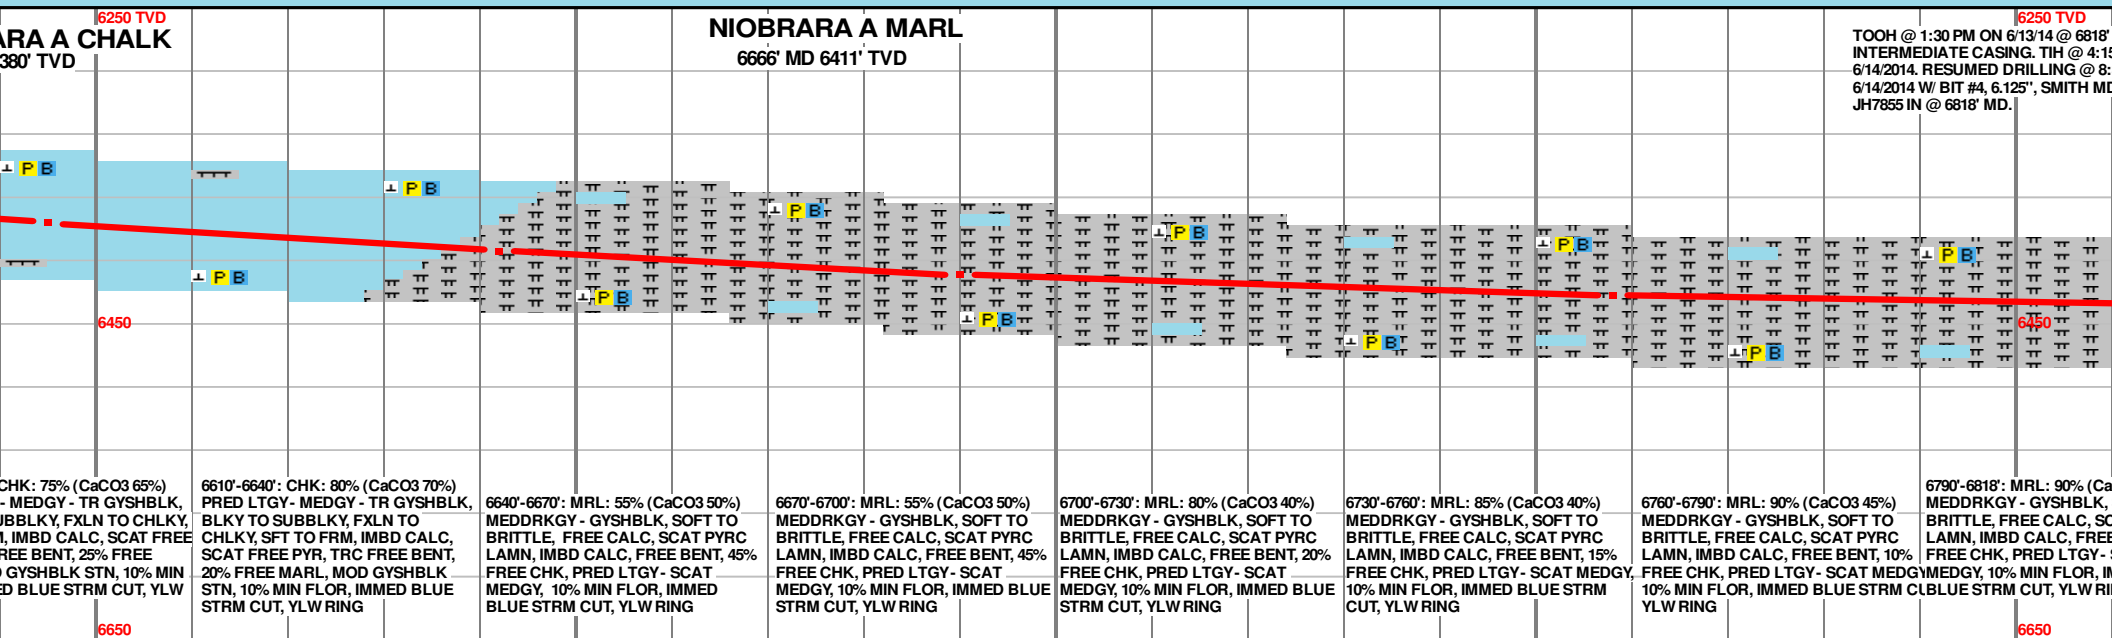 6250 TVD
ARA A CHALK
380' TVD
NIOBRARA A MARL
6666' MD 6411' TVD
6250 TVD
TOOH @ 1:30 PM ON 6/13/14 @ 6818'
INTERMEDIATE CASING. TIH @ 4:15
6/14/2014. RESUMED DRILLING @ 8:
6/14/2014 W/ BIT #4, 6.125", SMITH MD
JH7855 IN @ 6818' MD.
P B
P B
P B
P B
P B
P B
P B
P B
P B
P B
P B
6450
6450
CHK: 75% (CaCO3 65%)
- MEDGY - TR GYSHBLK,
UBBLKY, FXLN TO CHLKY,
M, IMBD CALC, SCAT FREE
REE BENT, 25% FREE
D GYSHBLK STN, 10% MIN
ED BLUE STRM CUT, YLW
6610'-6640': CHK: 80% (CaCO3 70%)
PRED LTGY- MEDGY - TR GYSHBLK,
BLKY TO SUBBLKY, FXLN TO
CHLKY, SFT TO FRM, IMBD CALC,
SCAT FREE PYR, TRC FREE BENT,
20% FREE MARL, MOD GYSHBLK
STN, 10% MIN FLOR, IMMED BLUE
STRM CUT, YLW RING
6640'-6670': MRL: 55% (CaCO3 50%)
MEDDRKGY - GYSHBLK, SOFT TO
BRITTLE, FREE CALC, SCAT PYRC
LAMN, IMBD CALC, FREE BENT, 45%
FREE CHK, PRED LTGY- SCAT
MEDGY, 10% MIN FLOR, IMMED
BLUE STRM CUT, YLW RING
6670'-6700': MRL: 55% (CaCO3 50%)
MEDDRKGY - GYSHBLK, SOFT TO
BRITTLE, FREE CALC, SCAT PYRC
LAMN, IMBD CALC, FREE BENT, 45%
FREE CHK, PRED LTGY- SCAT
MEDGY, 10% MIN FLOR, IMMED BLUE
STRM CUT, YLW RING
6700'-6730': MRL: 80% (CaCO3 40%)
MEDDRKGY - GYSHBLK, SOFT TO
BRITTLE, FREE CALC, SCAT PYRC
LAMN, IMBD CALC, FREE BENT, 20%
FREE CHK, PRED LTGY- SCAT
MEDGY, 10% MIN FLOR, IMMED BLUE
STRM CUT, YLW RING
6730'-6760': MRL: 85% (CaCO3 40%)
MEDDRKGY - GYSHBLK, SOFT TO
BRITTLE, FREE CALC, SCAT PYRC
LAMN, IMBD CALC, FREE BENT, 15%
FREE CHK, PRED LTGY- SCAT MEDGY,
10% MIN FLOR, IMMED BLUE STRM
CUT, YLW RING
6760'-6790': MRL: 90% (CaCO3 45%)
MEDDRKGY - GYSHBLK, SOFT TO
BRITTLE, FREE CALC, SCAT PYRC
LAMN, IMBD CALC, FREE BENT, 10%
FREE CHK, PRED LTGY- SCAT MEDGY
10% MIN FLOR, IMMED BLUE STRM CU
YLW RING
6790'-6818': MRL: 90% (Ca
MEDDRKGY - GYSHBLK,
BRITTLE, FREE CALC, SC
LAMN, IMBD CALC, FREE
FREE CHK, PRED LTGY-
MEDGY, 10% MIN FLOR, IM
BLUE STRM CUT, YLW RI
6650
6650